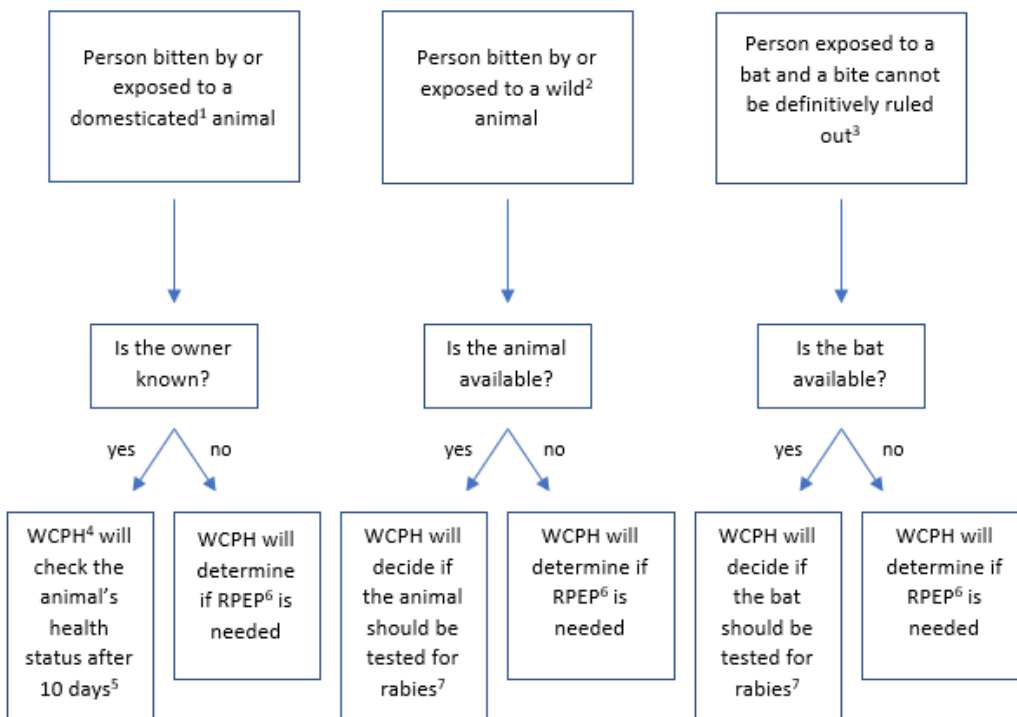 Person bitten by or
exposed to a
domesticated¹ animal
Person bitten by or
exposed to a wild²
animal
Person exposed to a
bat and a bite cannot
be definitively ruled
out³
Is the owner
known?
Is the animal
available?
Is the bat
available?
yes
no
yes
no
yes
no
WCPH⁴ will
check the
animal's
health
status after
10 days⁵
WCPH will
determine
if RPEP⁶ is
needed
WCPH will
decide if
the animal
should be
tested for
rabies⁷
WCPH will
determine if
RPEP⁶ is
needed
WCPH will
decide if
the bat
should be
tested for
rabies⁷
WCPH will
determine if
RPEP⁶ is
needed